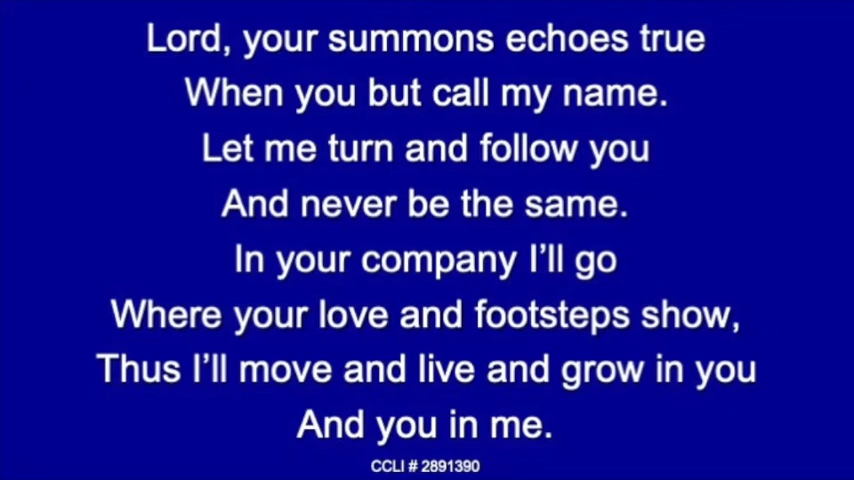 Lord, your summons echoes true
When you but call my name.
Let me turn and follow you
And never be the same.
In your company I’ll go
Where your love and footsteps show,
Thus I’ll move and live and grow in you
And you in me.
CCLI # 2891390